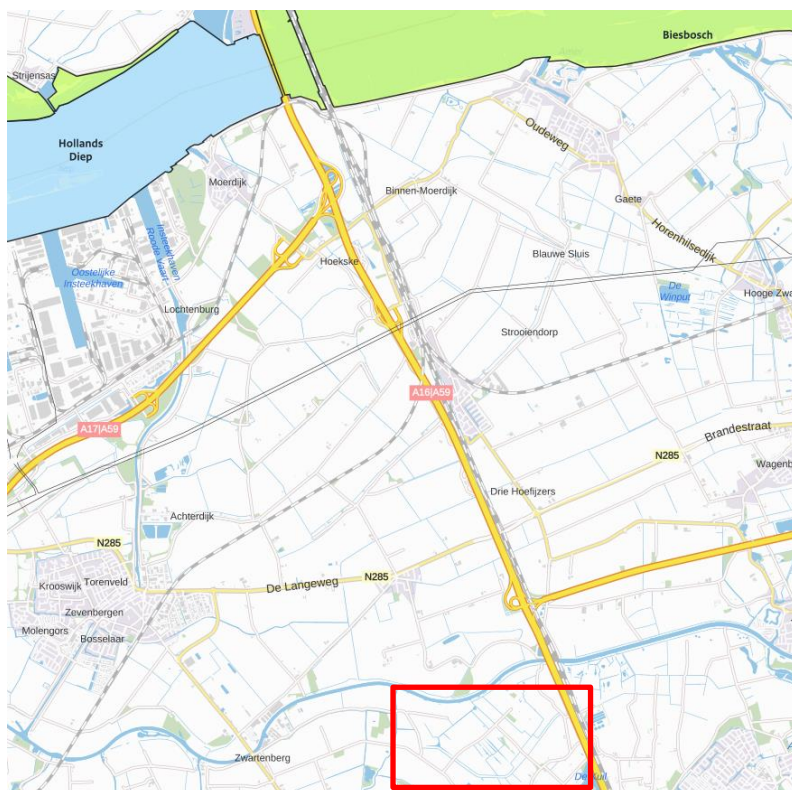 Biesbosch
Strijensas
Hollands
Diep
Oudeweg
Moerdijk
Binnen-Moerdijk
Gaete
Insteekhaven
Roode Vaart
Horenhilsedijk
Hoekske
Blauwe Sluis
Oostelijke
Insteekhaven
De
Winput
Hooge Zwa
Lochtenburg
Strooiendorp
A16|A59
A17|A59
Brandestraat
N285
Wagenb
Drie Hoefijzers
Achterdijk
N285
Krooswijk
Torenveld
De Langeweg
N285
Zevenbergen
Molengors
Bosselaar
Zwartenberg